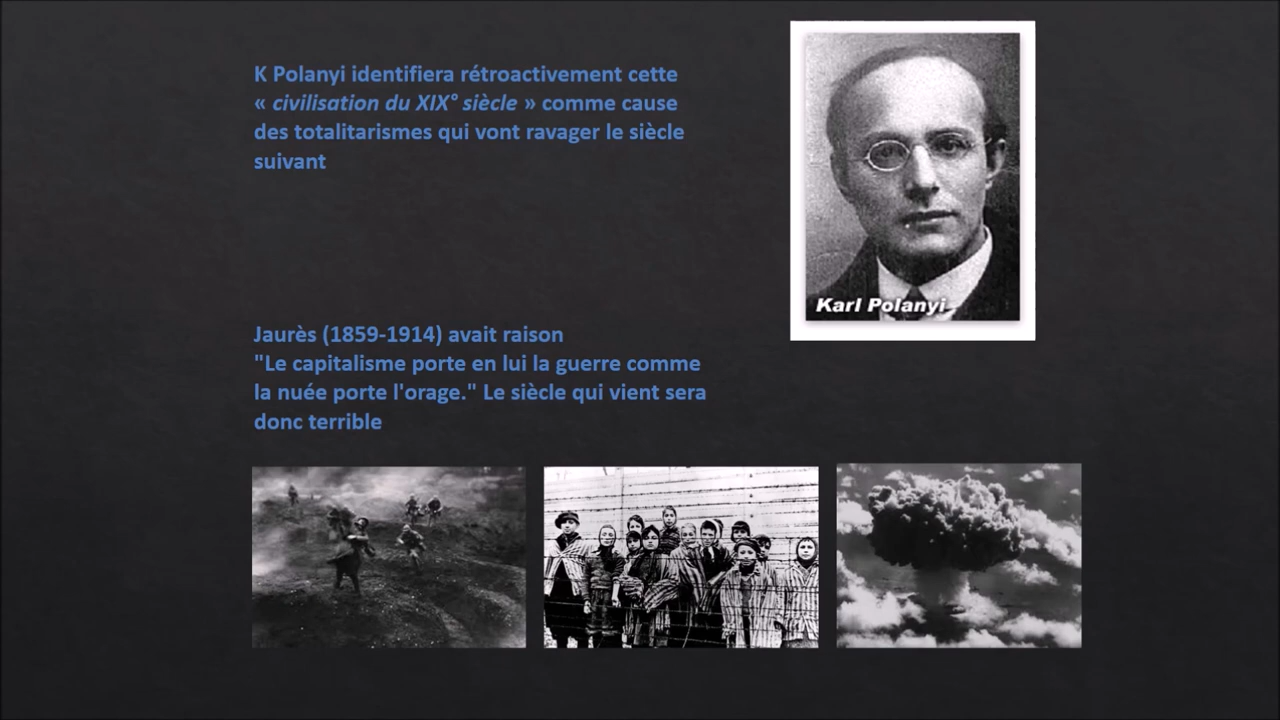 K Polanyi identifiera rétroactivement cette
« civilisation du XIX° siècle » comme cause
des totalitarismes qui vont ravager le siècle
suivant
Karl Polanyi
Jaurès (1859-1914) avait raison
"Le capitalisme porte en lui la guerre comme
la nuée porte l'orage." Le siècle qui vient sera
donc terrible